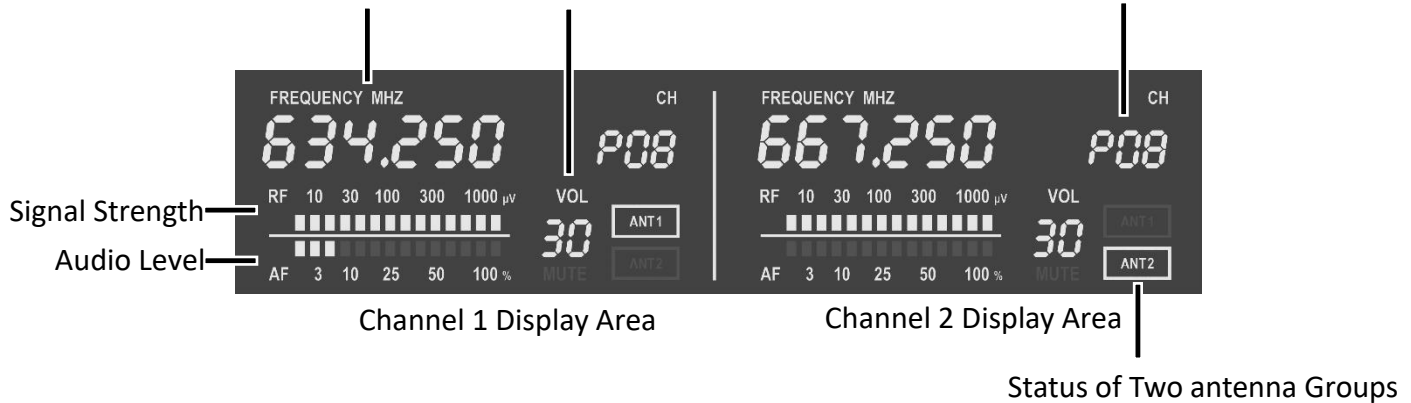 FREQUENCY MHZ CH FREQUENCY MHZ CH
634.250 P08 667.250 P08
RF 10 30 100 300 1000 μV VOL RF 10 30 100 300 1000 μV VOL
Signal Strength ANT1 ANT1
30 30
Audio Level ANT2 ANT2
AF 3 10 25 50 100 % MUTE AF 3 10 25 50 100 % MUTE
Channel 1 Display Area Channel 2 Display Area
Status of Two antenna Groups